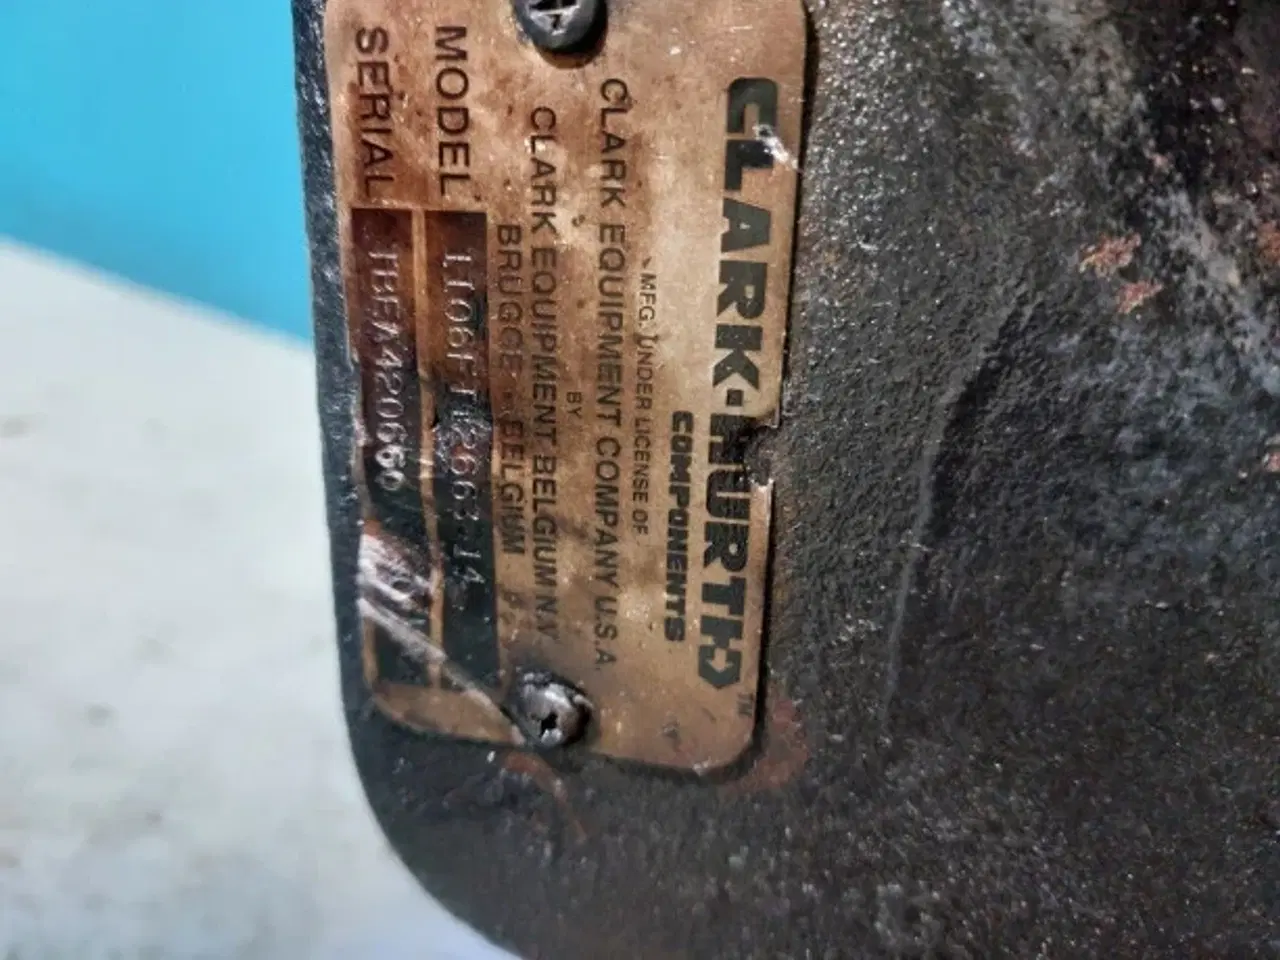 CLARK-HURTH
COMPONENTS
MFG. UNDER LICENSE OF
CLARK EQUIPMENT COMPANY U.S.A.
BY
CLARK EQUIPMENT BELGIUM N.V.
BRUGGE - BELGIUM
MODEL
SERIAL